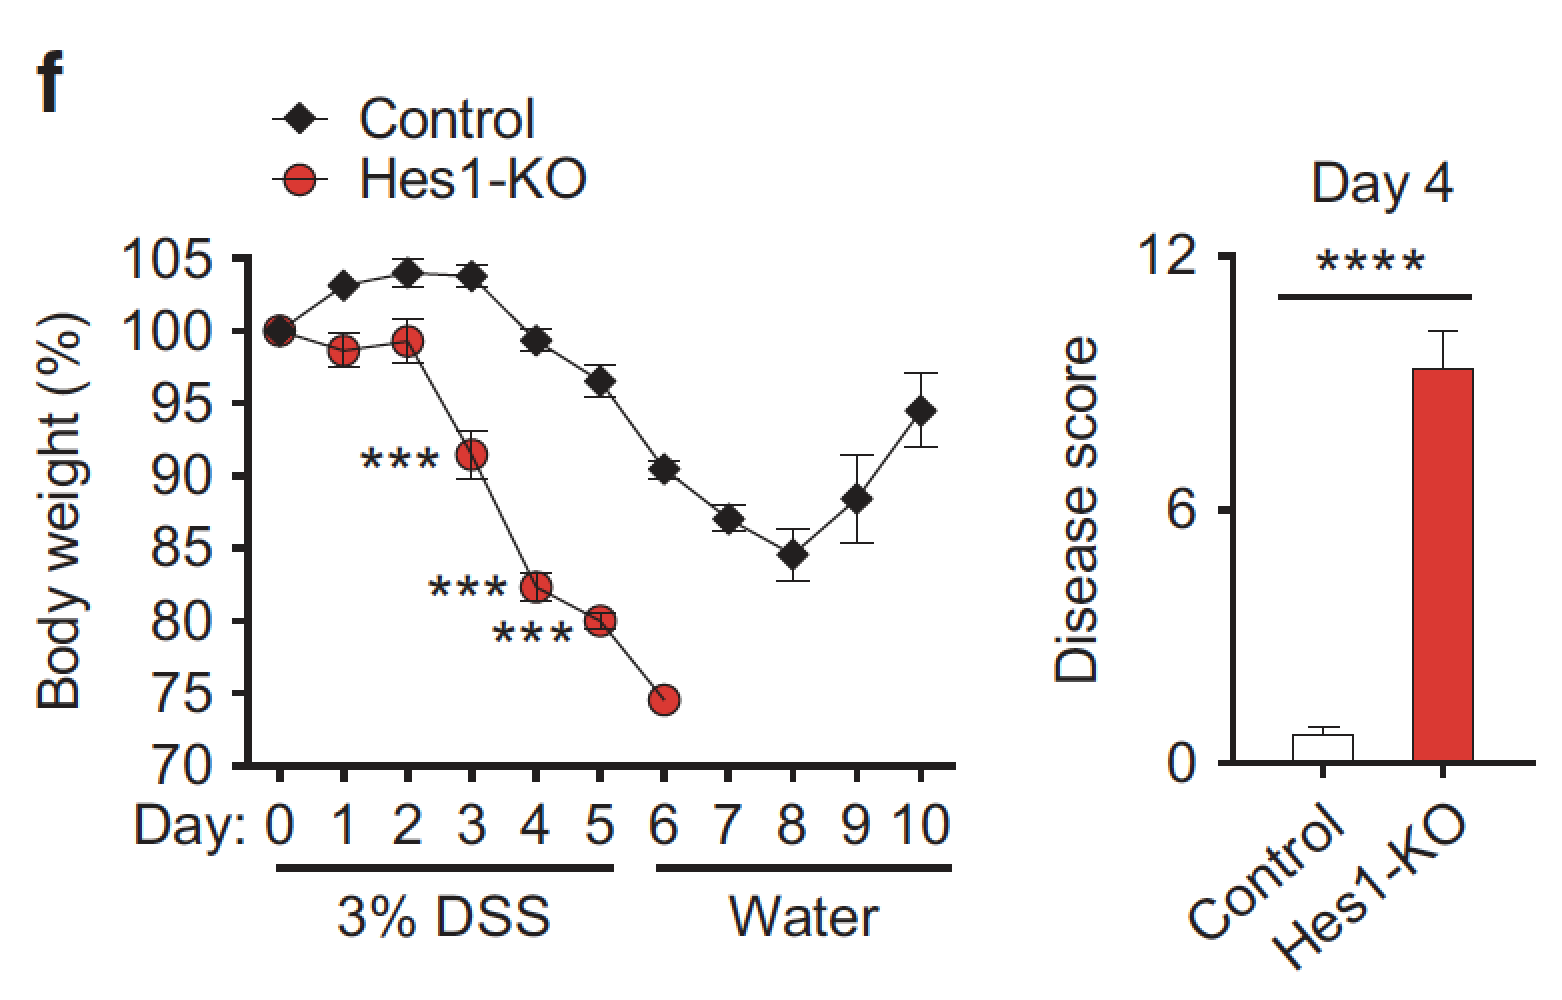 f
Control
Hes1-KO
Body weight (%)
105
100
95
90
85
80
75
70
***
***
***
Day: 0 1 2 3 4 5 6 7 8 9 10
3% DSS
Water
Day 4
****
Disease score
12
6
0
Control
Hes1-KO